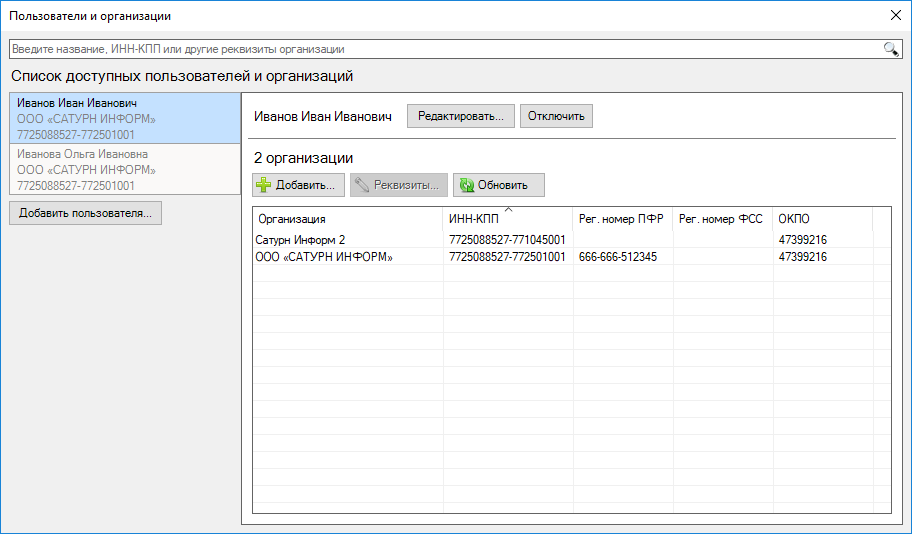 Пользователи и организации
Введите название, ИНН-КПП или другие реквизиты организации
Список доступных пользователей и организаций
Иванов Иван Иванович
ООО «САТУРН ИНФОРМ»
7725088527-772501001
Иванова Ольга Ивановна
ООО «САТУРН ИНФОРМ»
7725088527-772501001
Добавить пользователя...
Иванов Иван Иванович Редактировать... Отключить
2 организации
Добавить... Реквизиты... Обновить
Организация ИНН-КПП Рег. номер ПФР Рег. номер ФСС ОКПО
Сатурн Информ 2 7725088527-771045001 47399216
ООО «САТУРН ИНФОРМ» 7725088527-772501001 666-666-512345 47399216